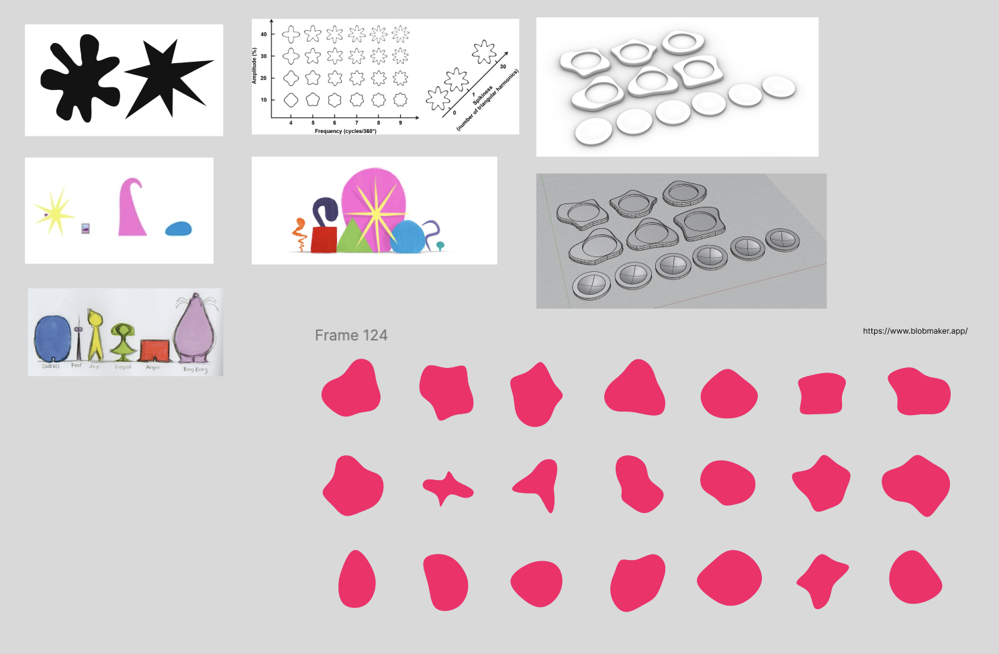 40
30
20
10
Amplitude (%)
4 5 6 7 8 9
Frequency (cycles/360°)
0
1
30
Spikiness
(number of triangular harmonics)
Sadness Fear Joy Disgust Anger Bing Bong
Frame 124
https://www.blobmaker.app/